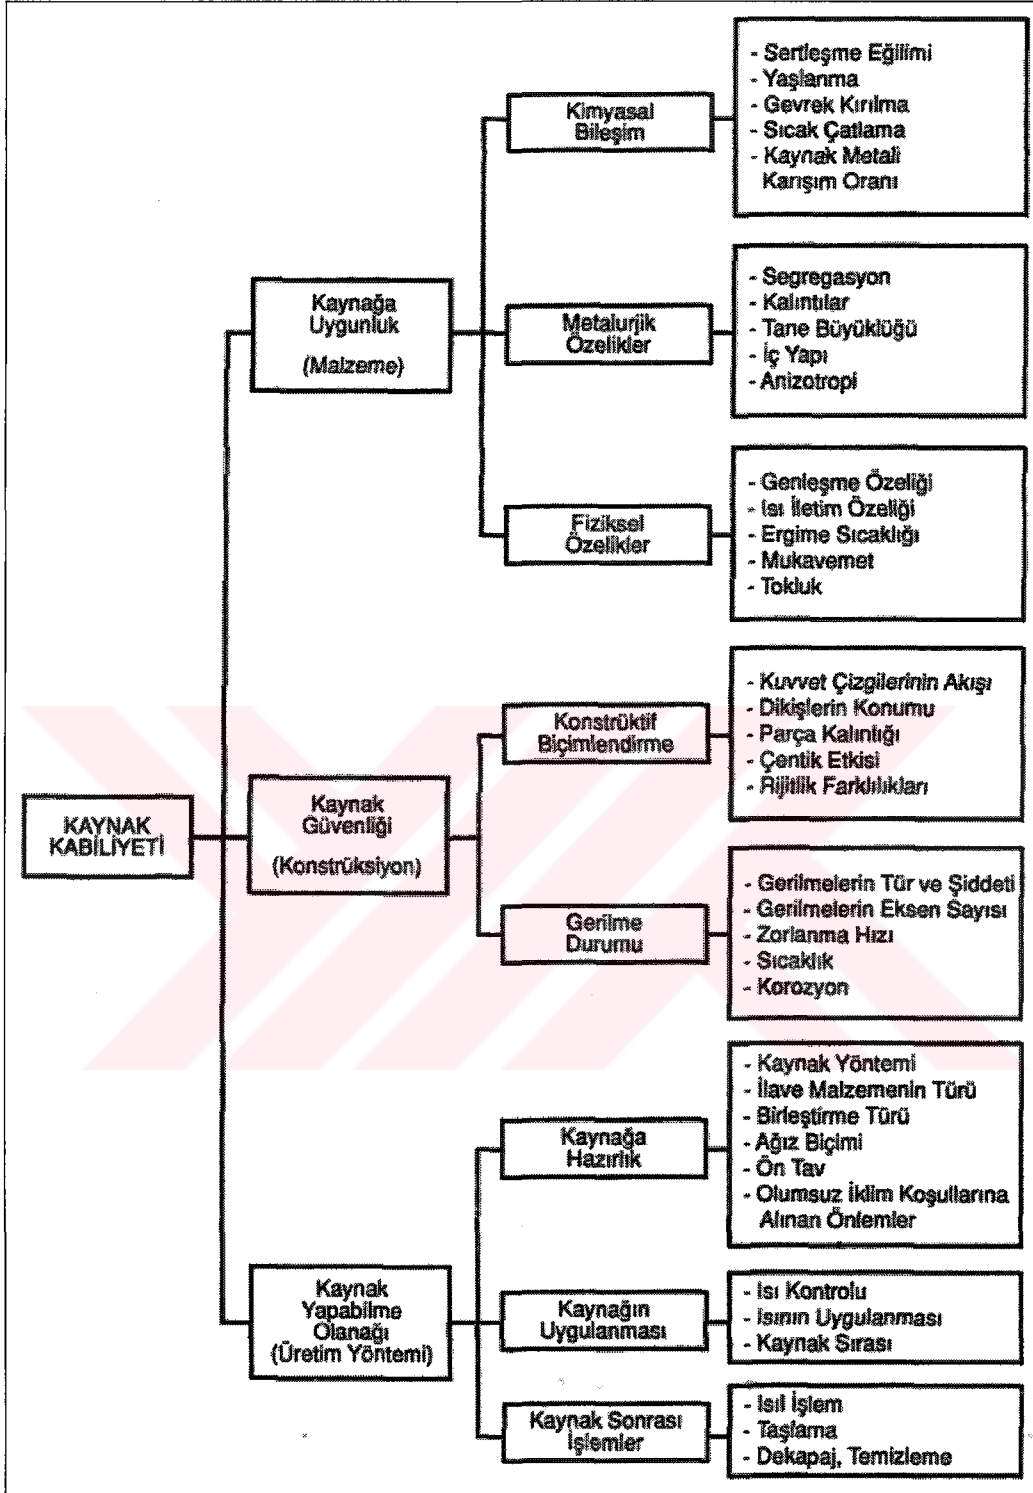 KAYNAK
KABİLİYETİ
Kaynağa
Uygunluk
(Malzeme)
Kimyasal
Bileşim
- Sertleşme Eğilimi
- Yaşlanma
- Gevrek Kırılma
- Sıcak Çatlama
- Kaynak Metali
Karışım Oranı
Metalurjik
Özelikler
- Segregasyon
- Kalıntılar
- Tane Büyüklüğü
- İç Yapı
- Anizotropi
Fiziksel
Özelikler
- Genleşme Özeliği
- Isı İletim Özeliği
- Ergime Sıcaklığı
- Mukavemet
- Tokluk
Kaynak
Güvenliği
(Konstrüksiyon)
Konstrüktif
Biçimlendirme
- Kuvvet Çizgilerinin Akışı
- Dikişlerin Konumu
- Parça Kalınlığı
- Çentik Etkisi
- Rijitlik Farklılıkları
Gerilme
Durumu
- Gerilmelerin Tür ve Şiddeti
- Gerilmelerin Eksen Sayısı
- Zorlanma Hızı
- Sıcaklık
- Korozyon
Kaynak
Yapabilme
Olanağı
(Üretim Yöntemi)
Kaynağa
Hazırlık
- Kaynak Yöntemi
- İlave Malzemenin Türü
- Birleştirme Türü
- Ağız Biçimi
- Ön Tav
- Olumsuz İklim Koşullarına
Alınan Önlemler
Kaynağın
Uygulanması
- Isı Kontrolu
- Isının Uygulanması
- Kaynak Sırası
Kaynak Sonrası
İşlemler
- Isıl İşlem
- Taşlama
- Dekapaj, Temizleme